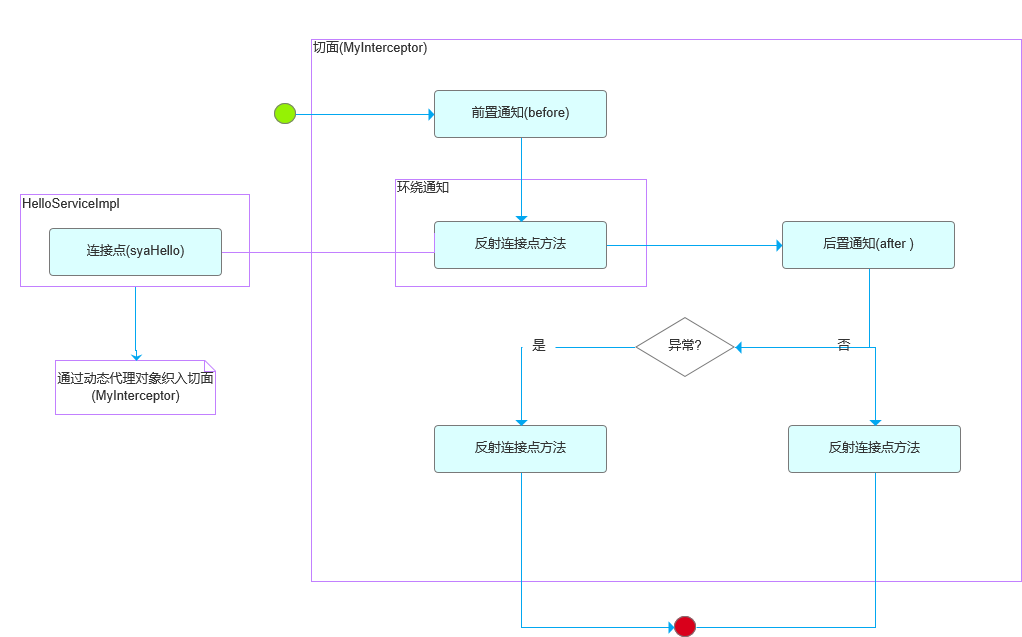 切面(MyInterceptor)
前置通知(before)
环绕通知
HelloServiceImpl
连接点(syaHello)
反射连接点方法
后置通知(after )
是
异常?
否
通过动态代理对象织入切面
(MyInterceptor)
反射连接点方法
反射连接点方法